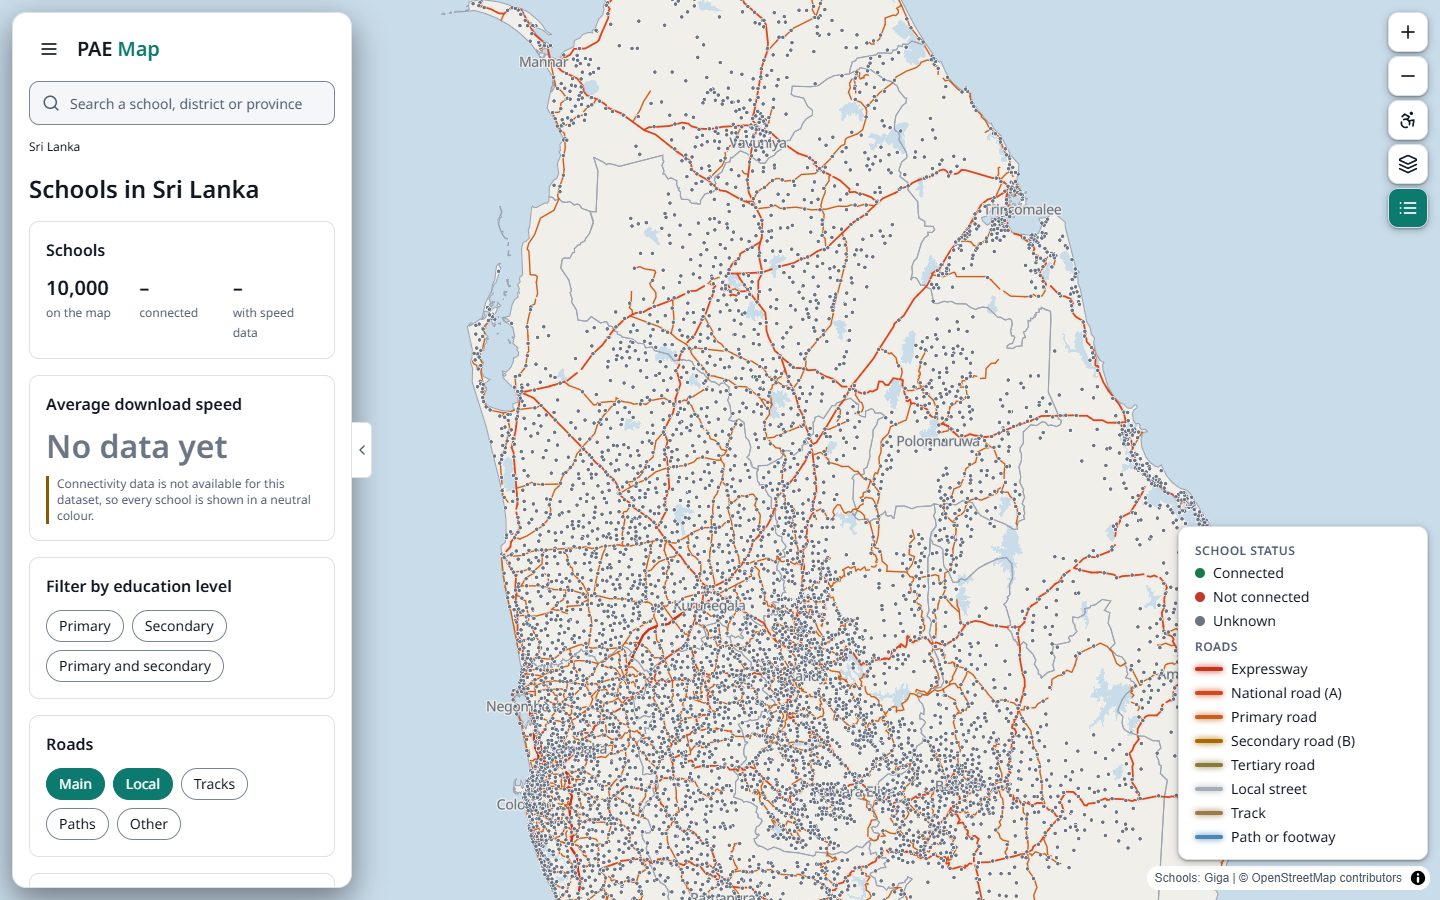 PAE Map
Search a school, district or province
Sri Lanka
Schools in Sri Lanka
Schools
10,000
on the map
–
connected
–
with speed
data
Average download speed
No data yet
Connectivity data is not available for this
dataset, so every school is shown in a neutral
colour.
Filter by education level
Primary
Secondary
Primary and secondary
Roads
Main
Local
Tracks
Paths
Other
Mannar
Vavuniya
Trincomalee
Polonnaruwa
Kurunegala
SCHOOL STATUS
Connected
Not connected
Unknown
ROADS
Expressway
National road (A)
Primary road
Secondary road (B)
Tertiary road
Local street
Track
Path or footway
Schools: Giga | © OpenStreetMap contributors